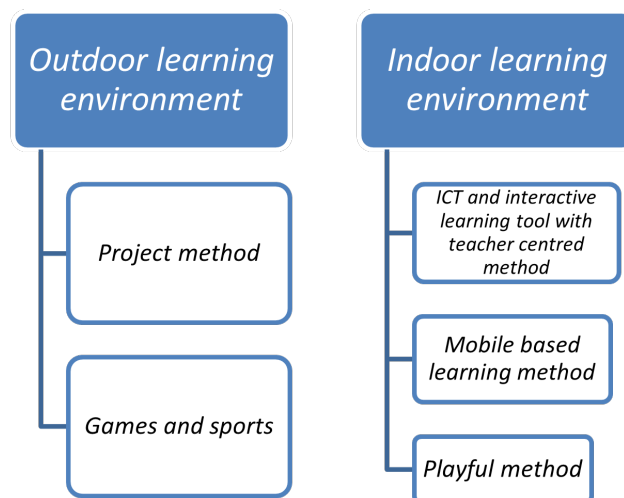 Outdoor learning
environment
Project method
Games and sports
Indoor learning
environment
ICT and interactive
learning tool with
teacher centred
method
Mobile based
learning method
Playful method